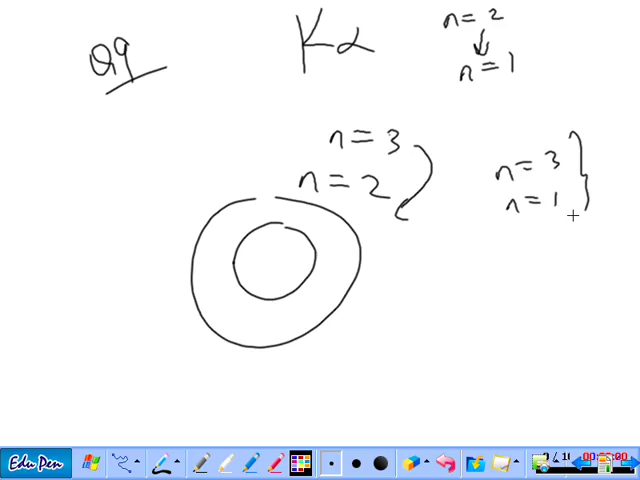 Q9
Kα
n = 2
n = 1
n = 3
n = 2
n = 3
n = 1
Edu Pen